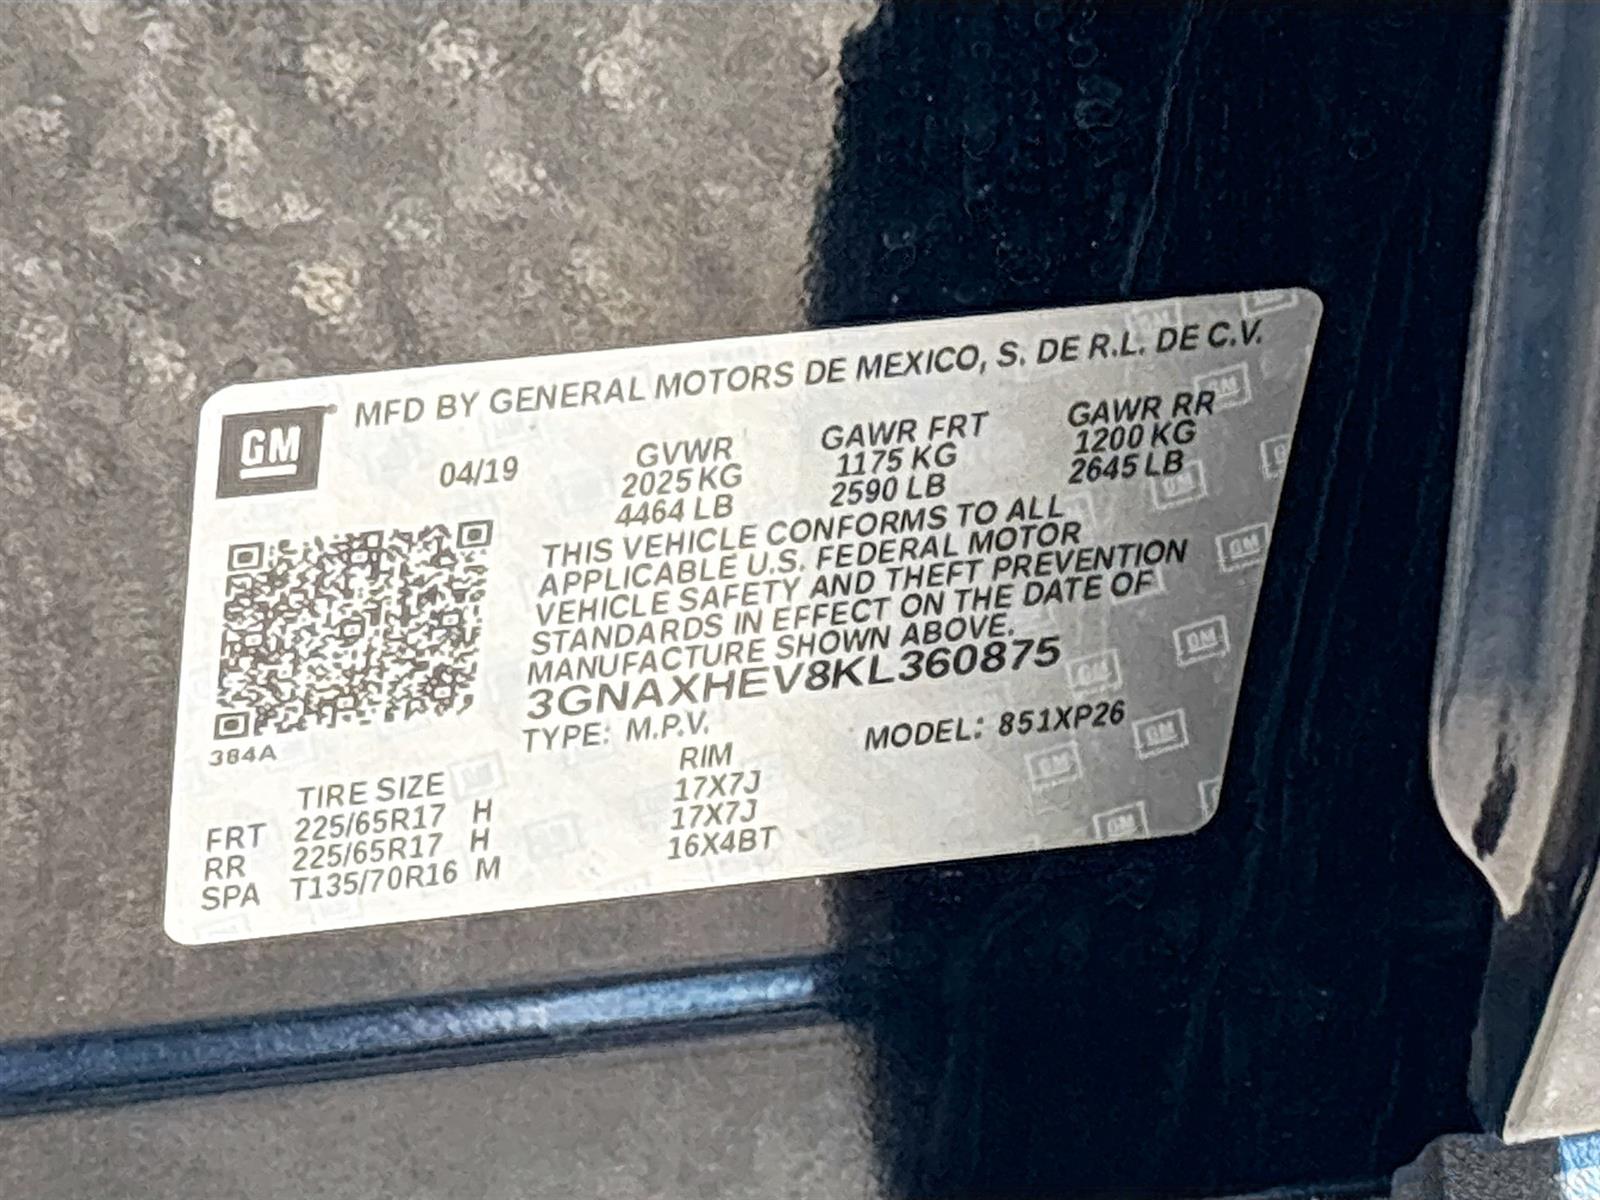 GM MFD BY GENERAL MOTORS DE MEXICO, S. DE R.L. DE C.V.
04/19 GVWR GAWR FRT GAWR RR
2025 KG 1175 KG 1200 KG
4464 LB 2590 LB 2645 LB
THIS VEHICLE CONFORMS TO ALL
APPLICABLE U.S. FEDERAL MOTOR
VEHICLE SAFETY AND THEFT PREVENTION
STANDARDS IN EFFECT ON THE DATE OF
MANUFACTURE SHOWN ABOVE.
3GNAXHEV8KL360875
TYPE: M.P.V. MODEL: 851XP26
384A
TIRE SIZE RIM
FRT 225/65R17 H 17X7J
RR 225/65R17 H 17X7J
SPA T135/70R16 M 16X4BT